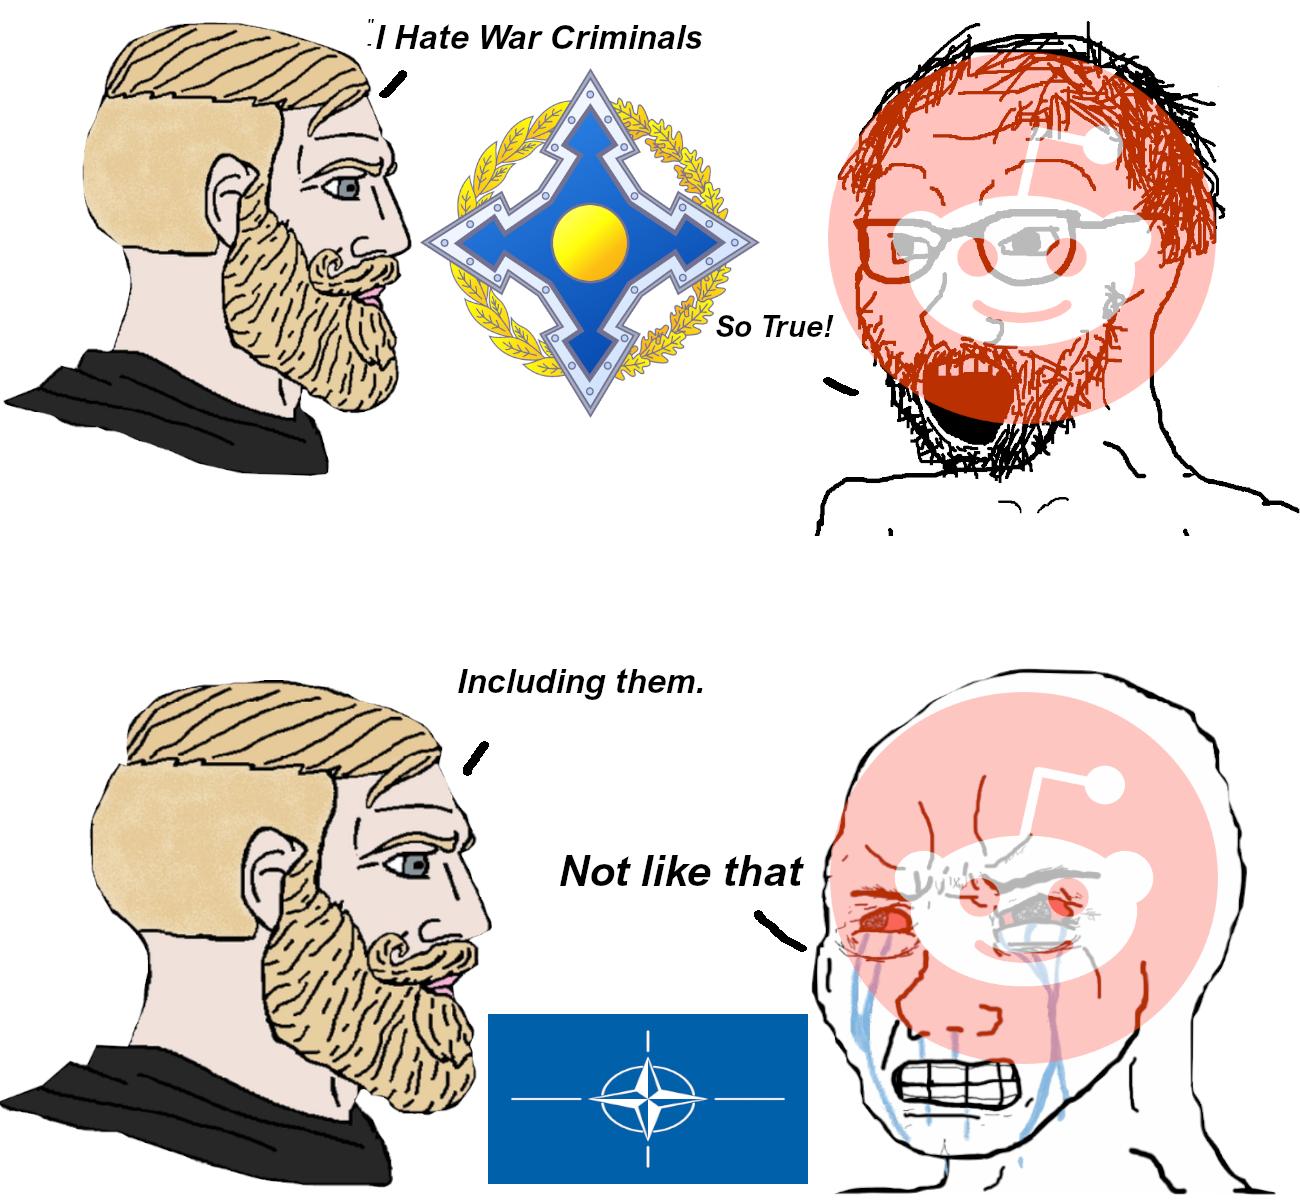 "I Hate War Criminals
So True!
Including them.
Not like that